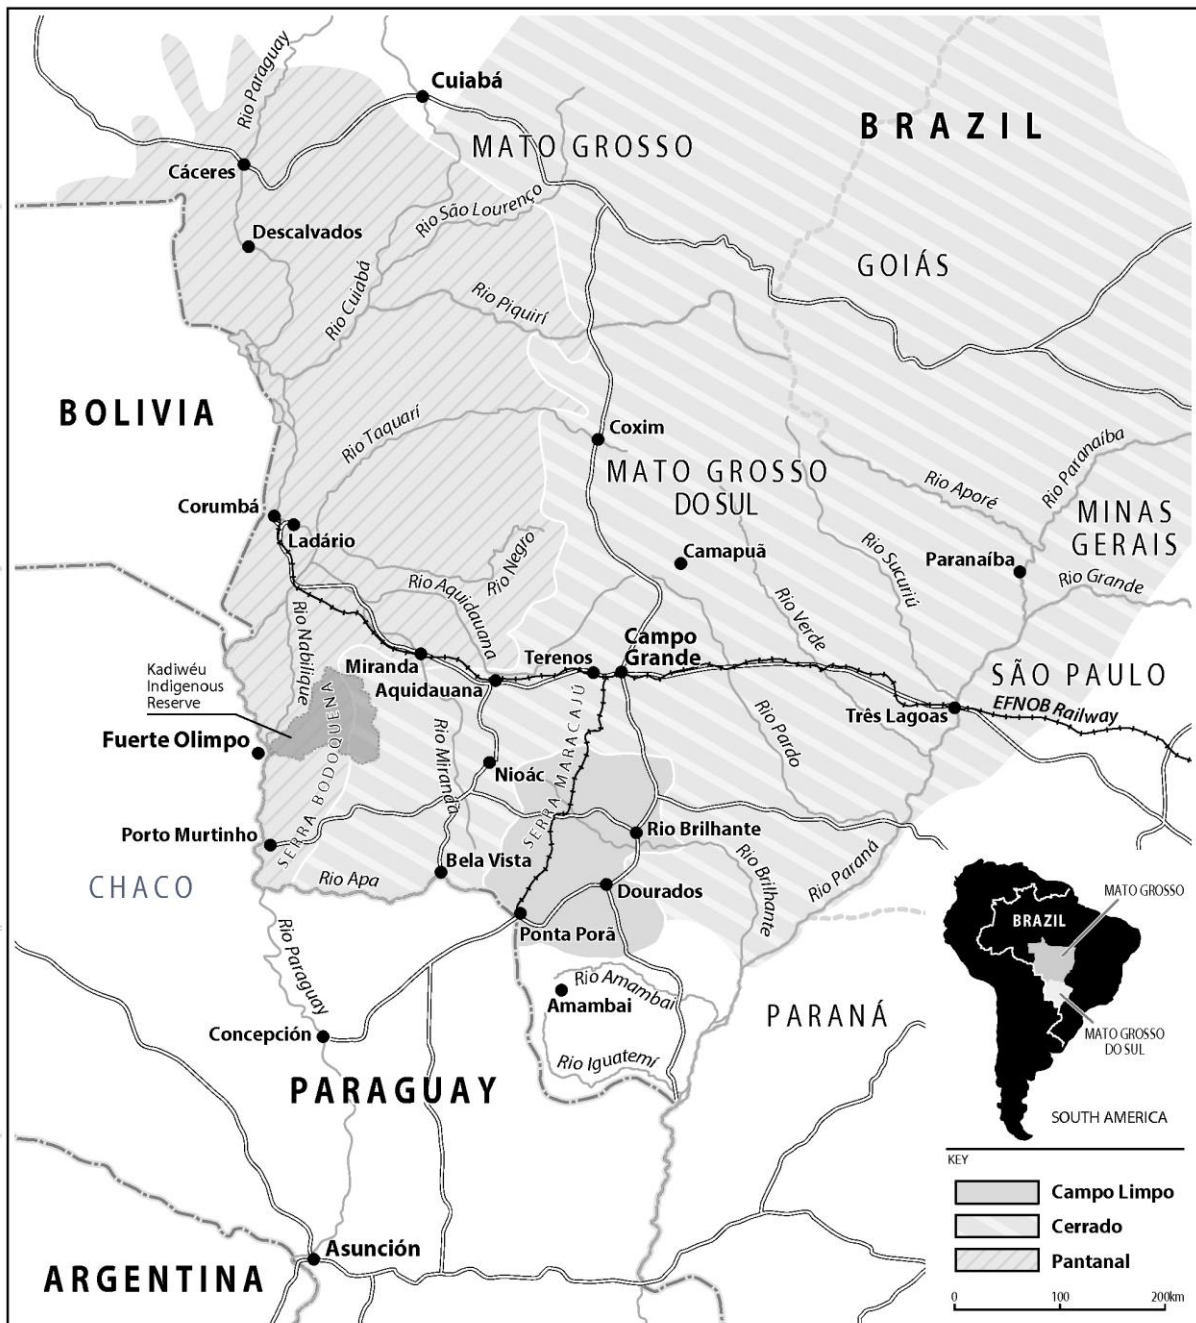 Rio Paraguay
Cuiabá
BRAZIL
MATO GROSSO
Cáceres
Rio São Lourenço
Descalvados
GOIÁS
Rio Cuiabá
Rio Piquirí
BOLIVIA
Rio Taquarí
Coxim
Rio Paranaíba
MATO GROSSO
DO SUL
Rio Aporé
Corumbá
Ladário
MINAS
GERAIS
Camapuã
Rio Negro
Rio Sucuriú
Paranaíba
Rio Aquidauana
Rio Grande
Rio Verde
Rio Nabilique
Campo
Grande
Terenos
Miranda
Kadiwéu
Indigenous
Reserve
Aquidauana
SÃO PAULO
EFNOB Railway
Três Lagoas
Fuerte Olimpo
SERRA BODOQUENA
Rio Miranda
SERRA MARACAJÚ
Rio Pardo
Nioác
Porto Murtinho
Rio Brilhante
Bela Vista
CHACO
Rio Apa
Dourados
Rio Brilhante
Rio Paraná
Ponta Porã
Rio Paraguay
Rio Amambai
Amambai
PARANÁ
Concepción
Rio Iguatemí
PARAGUAY
Asunción
ARGENTINA
MATO GROSSO
BRAZIL
MATO GROSSO
DO SUL
SOUTH AMERICA
KEY
Campo Limpo
Cerrado
Pantanal
0 100 200km